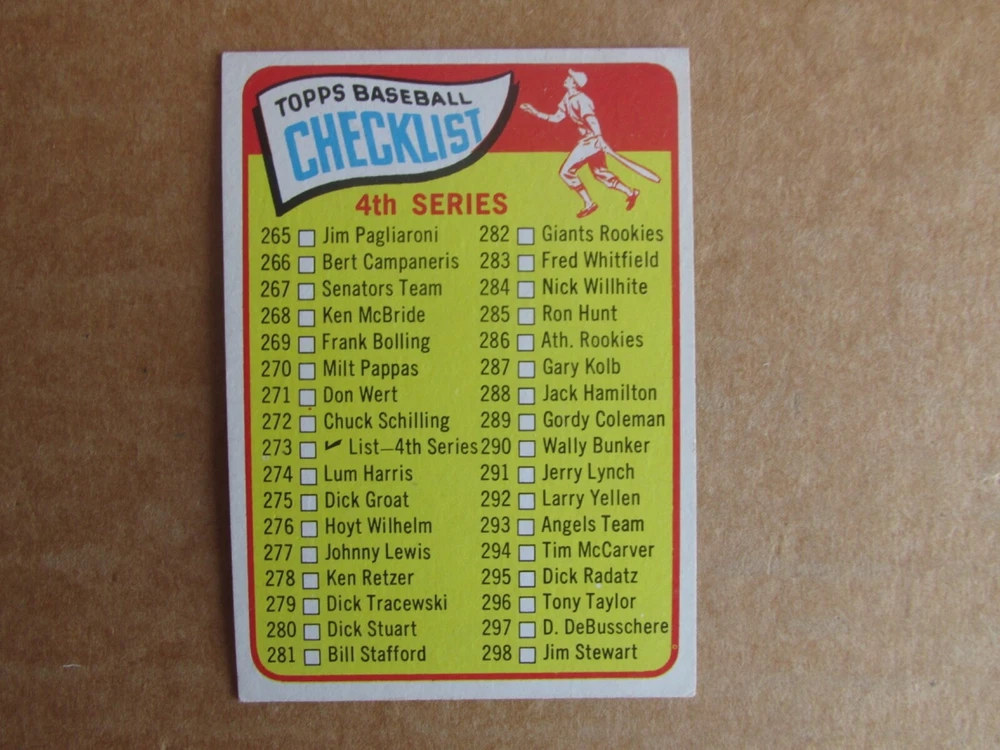 TOPPS BASEBALL
CHECKLIST
4th SERIES
265 Jim Pagliaroni
266 Bert Campaneris
267 Senators Team
268 Ken McBride
269 Frank Bolling
270 Milt Pappas
271 Don Wert
272 Chuck Schilling
273 ✓ List—4th Series
274 Lum Harris
275 Dick Groat
276 Hoyt Wilhelm
277 Johnny Lewis
278 Ken Retzer
279 Dick Tracewski
280 Dick Stuart
281 Bill Stafford
282 Giants Rookies
283 Fred Whitfield
284 Nick Willhite
285 Ron Hunt
286 Ath. Rookies
287 Gary Kolb
288 Jack Hamilton
289 Gordy Coleman
290 Wally Bunker
291 Jerry Lynch
292 Larry Yellen
293 Angels Team
294 Tim McCarver
295 Dick Radatz
296 Tony Taylor
297 D. DeBusschere
298 Jim Stewart